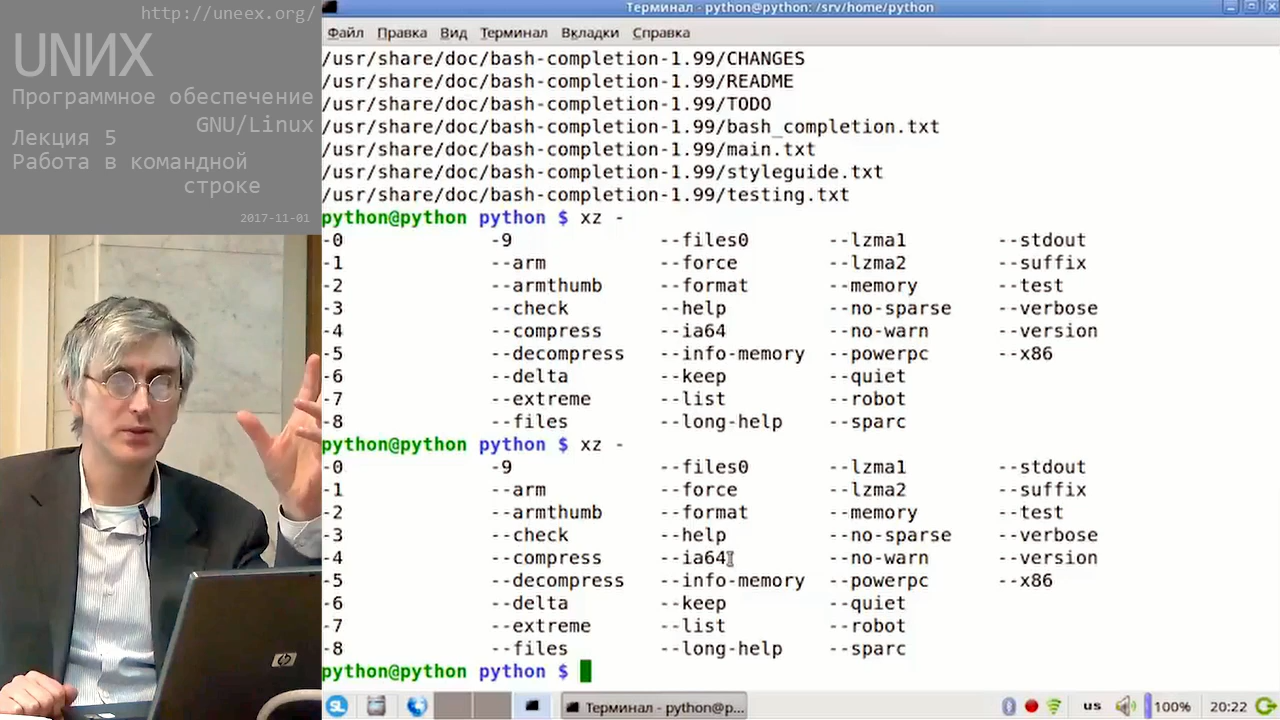 http://uneex.org/
UNИX
Программное обеспечение
GNU/Linux
Лекция 5
Работа в командной
строке
2017-11-01
Терминал - python@python: /srv/home/python
Файл Правка Вид Терминал Вкладки Справка
/usr/share/doc/bash-completion-1.99/CHANGES
/usr/share/doc/bash-completion-1.99/README
/usr/share/doc/bash-completion-1.99/TODO
/usr/share/doc/bash-completion-1.99/bash_completion.txt
/usr/share/doc/bash-completion-1.99/main.txt
/usr/share/doc/bash-completion-1.99/styleguide.txt
/usr/share/doc/bash-completion-1.99/testing.txt
python@python python $ xz -
-0 -9 --files0 --lzma1 --stdout
-1 --arm --force --lzma2 --suffix
-2 --armthumb --format --memory --test
-3 --check --help --no-sparse --verbose
-4 --compress --ia64 --no-warn --version
-5 --decompress --info-memory --powerpc --x86
-6 --delta --keep --quiet
-7 --extreme --list --robot
-8 --files --long-help --sparc
python@python python $ xz -
-0 -9 --files0 --lzma1 --stdout
-1 --arm --force --lzma2 --suffix
-2 --armthumb --format --memory --test
-3 --check --help --no-sparse --verbose
-4 --compress --ia64 --no-warn --version
-5 --decompress --info-memory --powerpc --x86
-6 --delta --keep --quiet
-7 --extreme --list --robot
-8 --files --long-help --sparc
python@python python $
SL Терминал - python@p... us 100% 20:22
hp